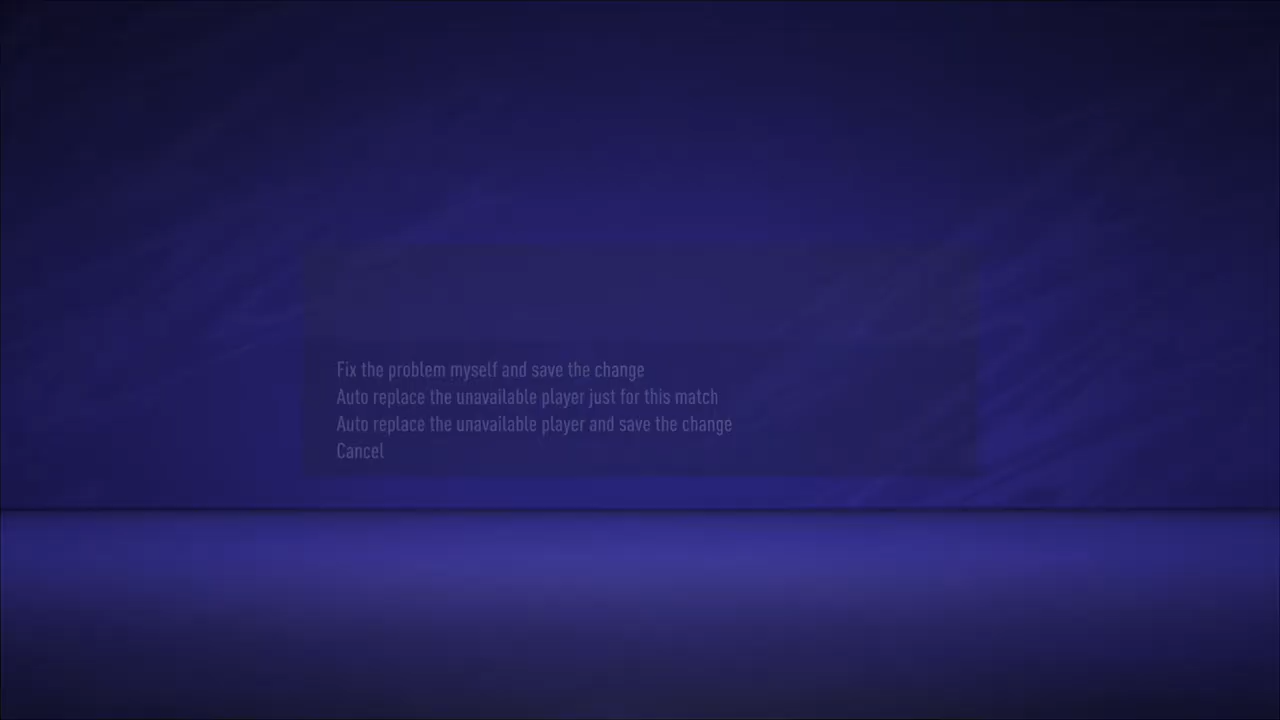 Fix the problem myself and save the change
Auto replace the unavailable player just for this match
Auto replace the unavailable player and save the change
Cancel